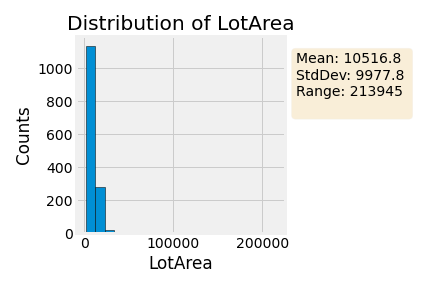 Distribution of LotArea
Mean: 10516.8
StdDev: 9977.8
Range: 213945
Counts
1000
800
600
400
200
0
0 100000 200000
LotArea